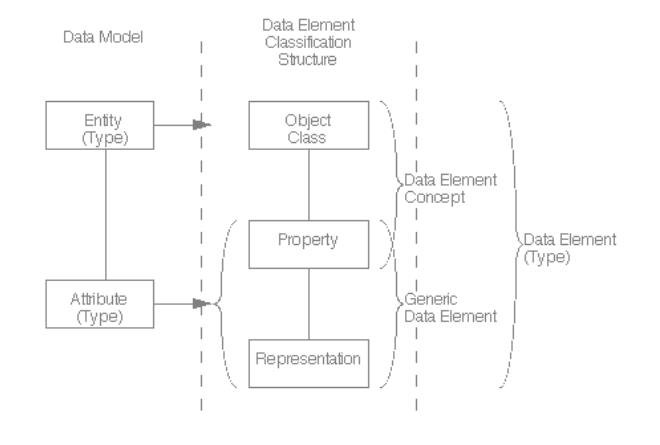 Data Model
Data Element
Classification
Structure
Entity
(Type)
Object
Class
Data Element
Concept
Property
Data Element
(Type)
Attribute
(Type)
Generic
Data Element
Representation